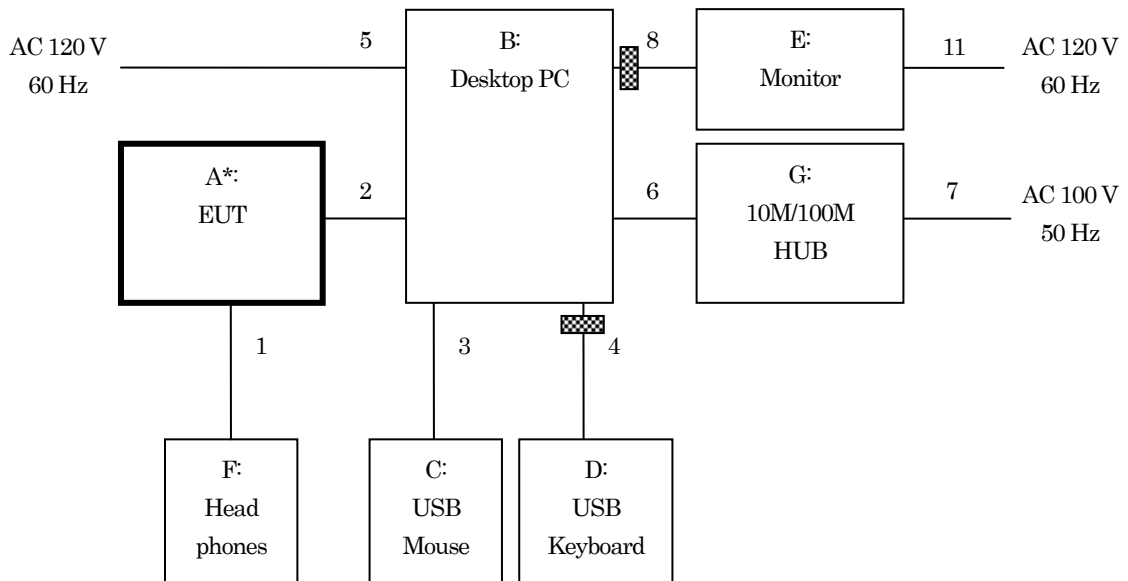 AC 120 V
60 Hz
5
B:
Desktop PC
8
E:
Monitor
11
AC 120 V
60 Hz
A*:
EUT
2
6
G:
10M/100M
HUB
7
AC 100 V
50 Hz
1
3
4
F:
Head
phones
C:
USB
Mouse
D:
USB
Keyboard